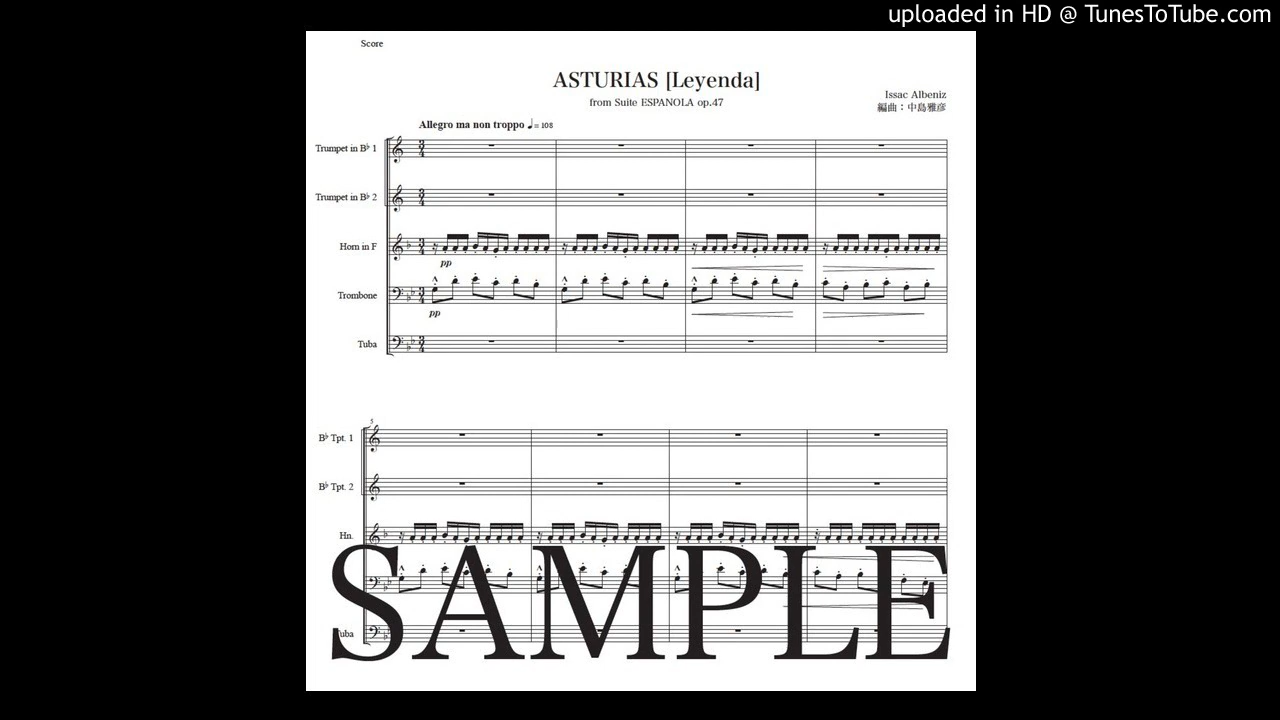 uploaded in HD @ TunesToTube.com
Score
ASTURIAS [Leyenda]
from Suite ESPANOLA op.47
Issac Albeniz
編曲：中島雅彦
Allegro ma non troppo ♩= 108
Trumpet in B♭ 1
Trumpet in B♭ 2
Horn in F
pp
Trombone
pp
Tuba
5
B♭ Tpt. 1
B♭ Tpt. 2
Hn.
Tuba
SAMPLE